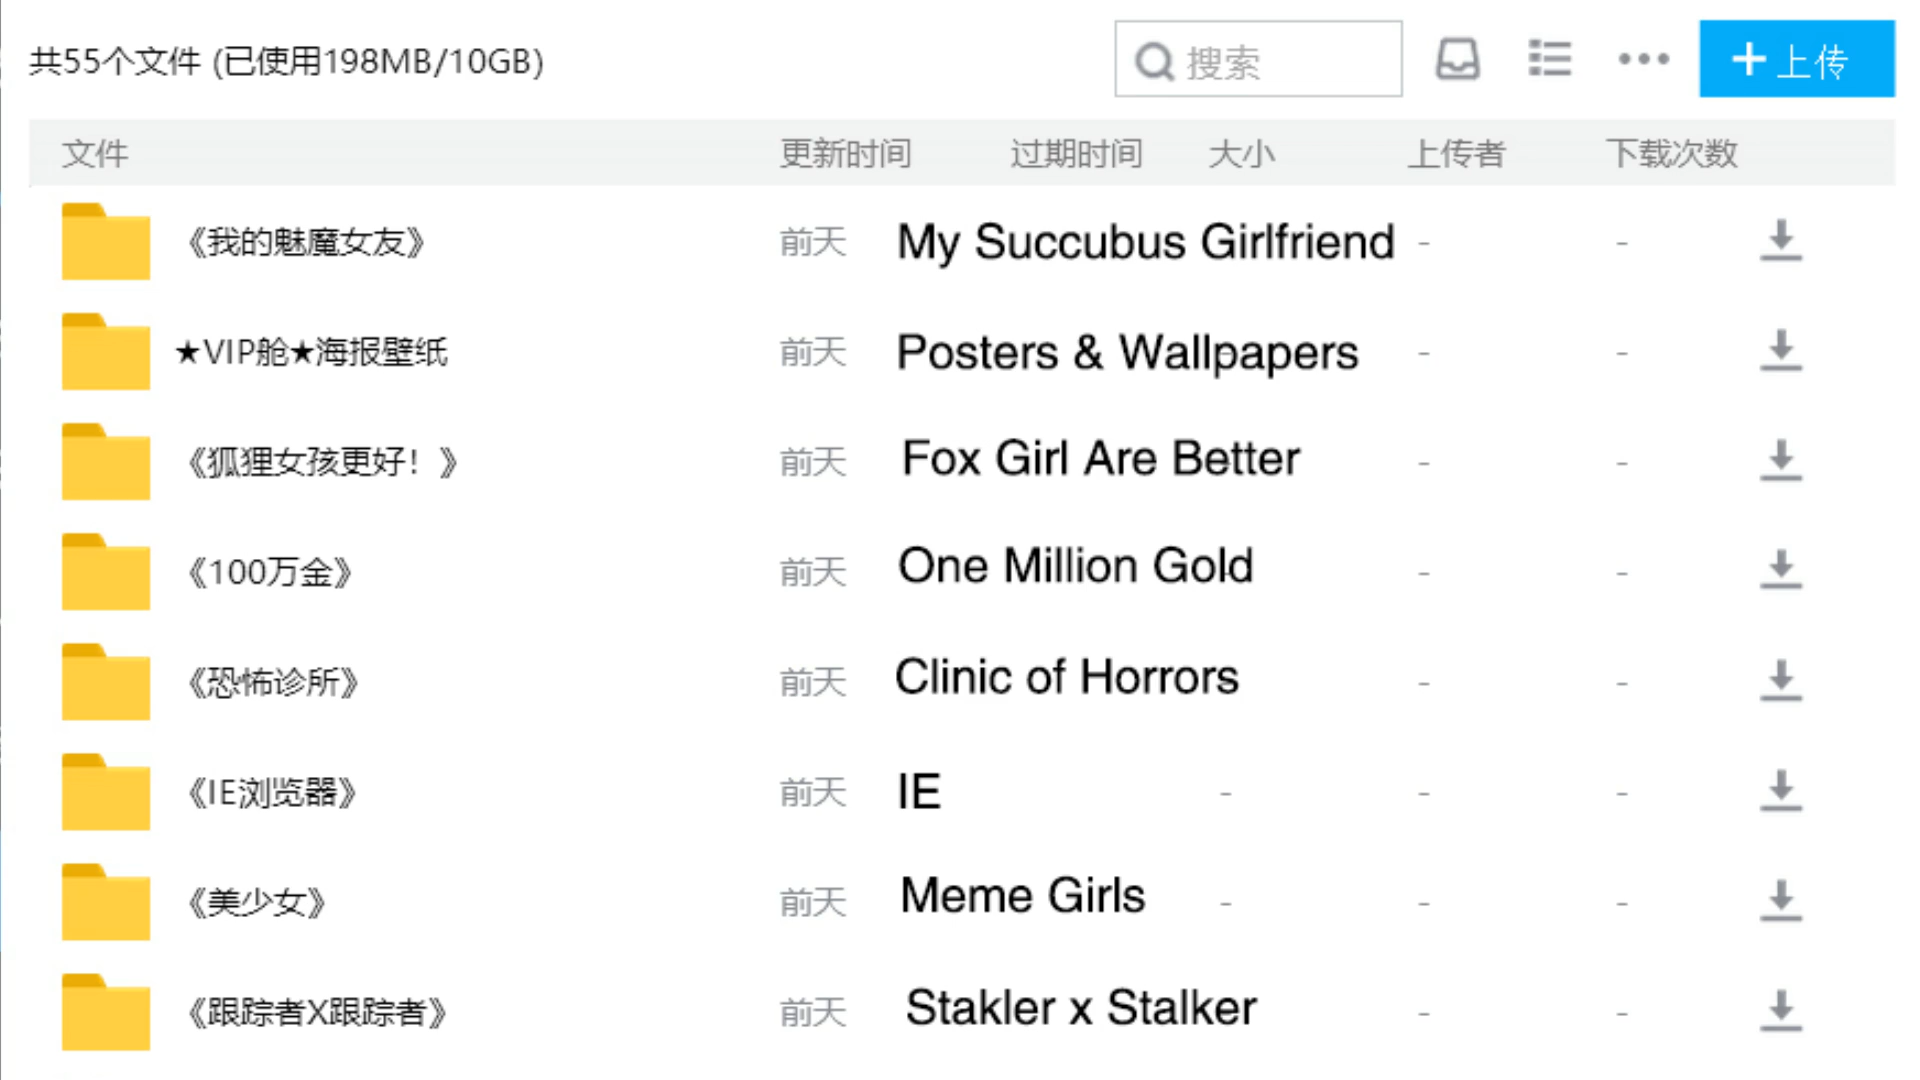 共55个文件 (已使用198MB/10GB)
搜索
+上传
文件 更新时间 过期时间 大小 上传者 下载次数
《我的魅魔女友》 前天 My Succubus Girlfriend - -
★VIP舱★海报壁纸 前天 Posters & Wallpapers - -
《狐狸女孩更好！》 前天 Fox Girl Are Better - -
《100万金》 前天 One Million Gold - -
《恐怖诊所》 前天 Clinic of Horrors - -
《IE浏览器》 前天 IE - - -
《美少女》 前天 Meme Girls - - -
《跟踪者X跟踪者》 前天 Stakler x Stalker - -